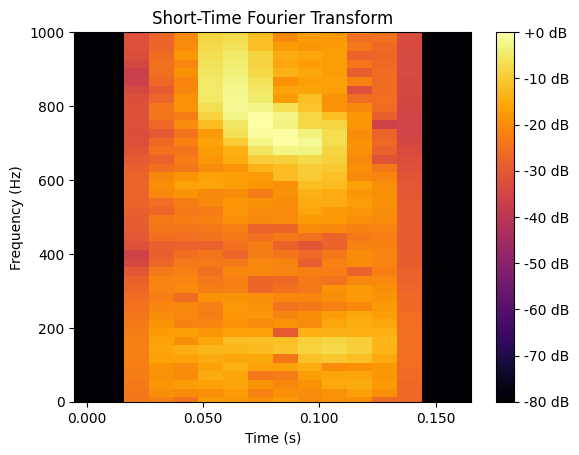 Short-Time Fourier Transform
1000
800
600
400
200
0
Frequency (Hz)
0.000
0.050
0.100
0.150
Time (s)
+0 dB
-10 dB
-20 dB
-30 dB
-40 dB
-50 dB
-60 dB
-70 dB
-80 dB